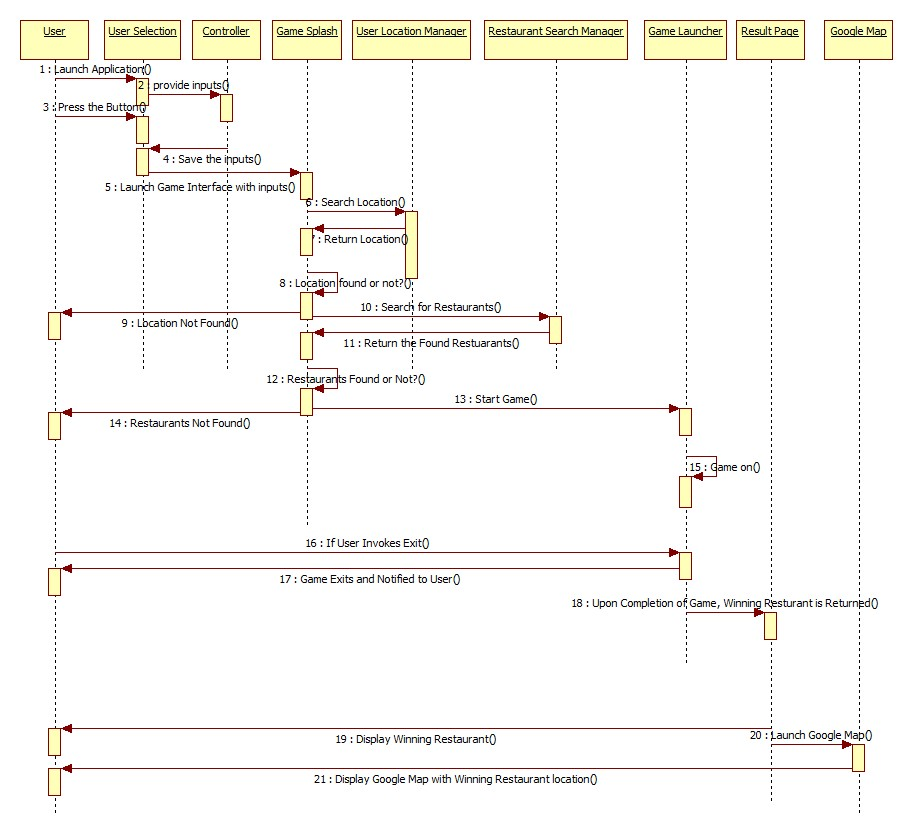 User
User Selection
Controller
Game Splash
User Location Manager
Restaurant Search Manager
Game Launcher
Result Page
Google Map
1 : Launch Application()
2 : provide inputs()
3 : Press the Button()
4 : Save the inputs()
5 : Launch Game Interface with inputs()
6 : Search Location()
7 : Return Location()
8 : Location found or not?()
10 : Search for Restaurants()
9 : Location Not Found()
11 : Return the Found Restuarants()
12 : Restaurants Found or Not?()
13 : Start Game()
14 : Restaurants Not Found()
15 : Game on()
16 : If User Invokes Exit()
17 : Game Exits and Notified to User()
18 : Upon Completion of Game, Winning Resturant is Returned()
19 : Display Winning Restaurant()
20 : Launch Google Map()
21 : Display Google Map with Winning Restaurant location()